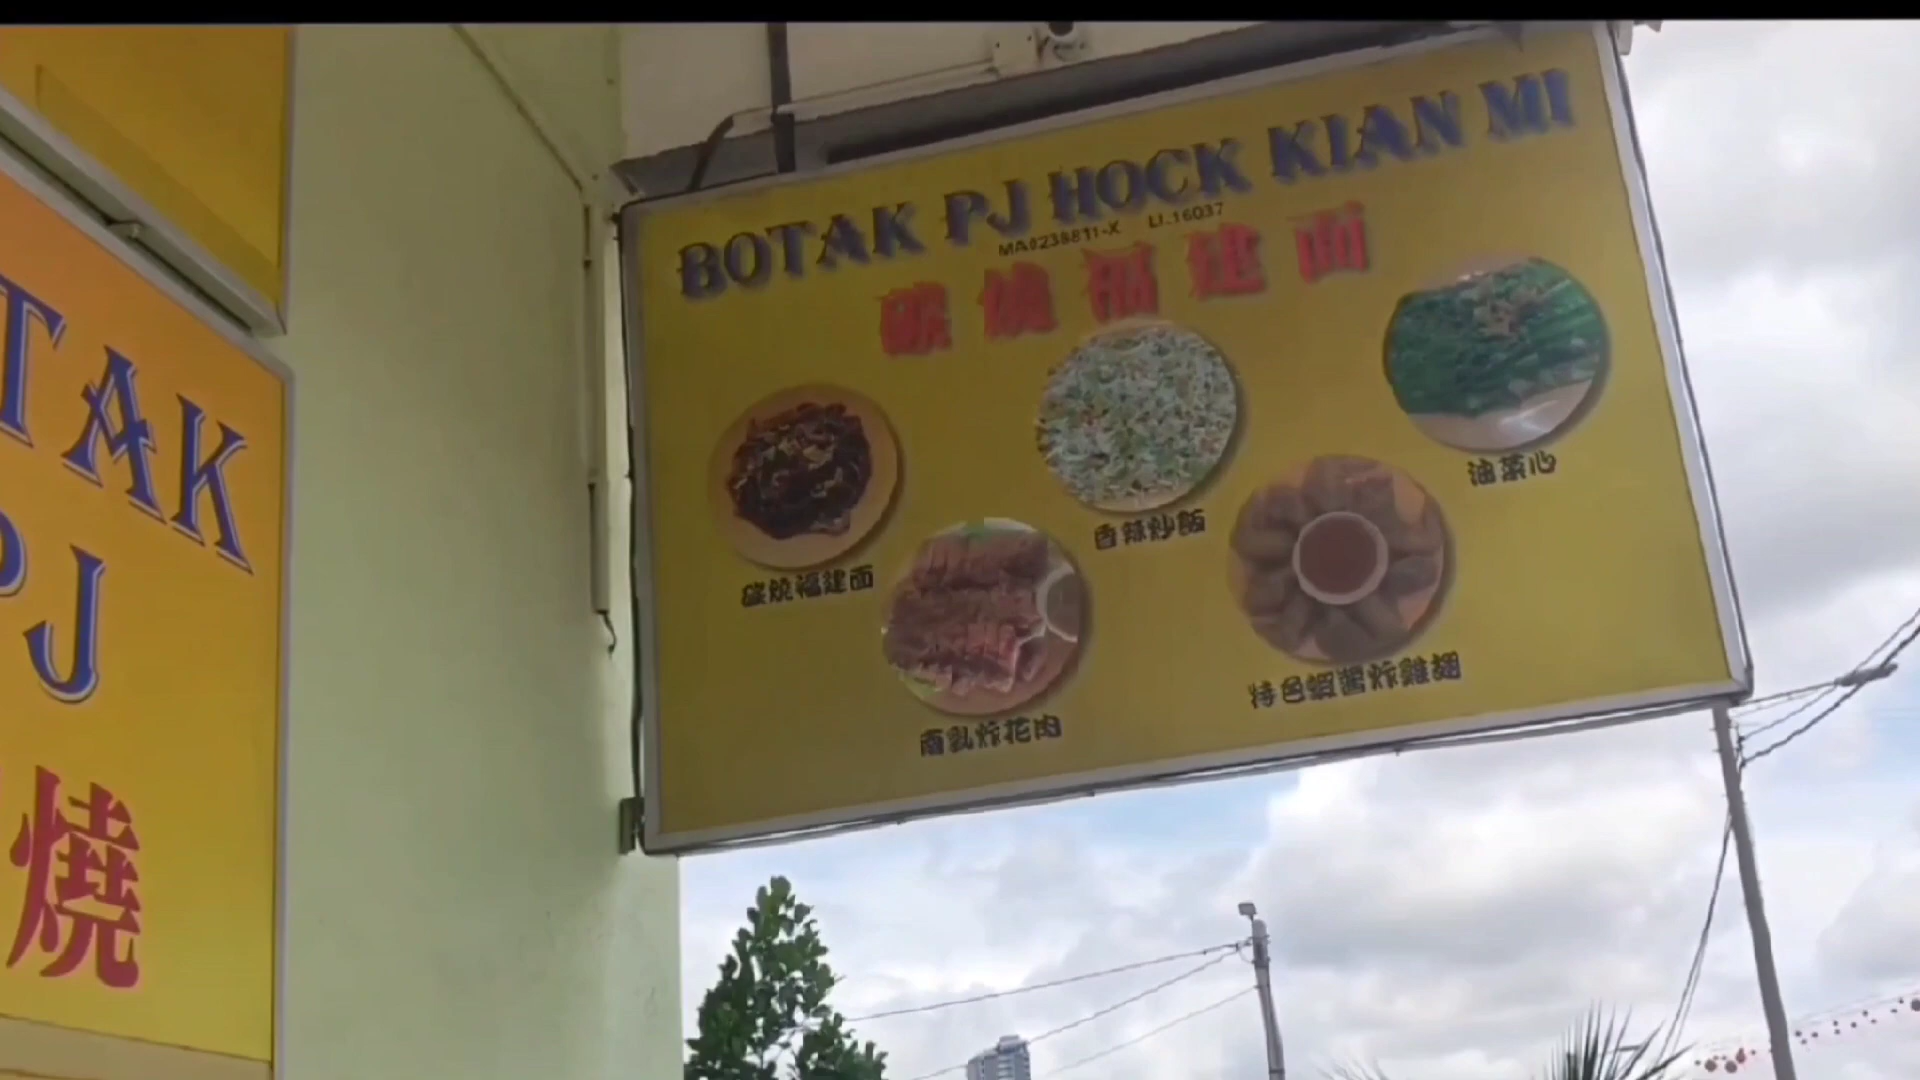 TAK
PJ
燒
BOTAK PJ HOCK KIAN MI
MA0238811-X LI.16037
碳燒福建面
碳燒福建面
香辣炒飯
油菜心
南乳炸花肉
特色蝦醬炸雞翅